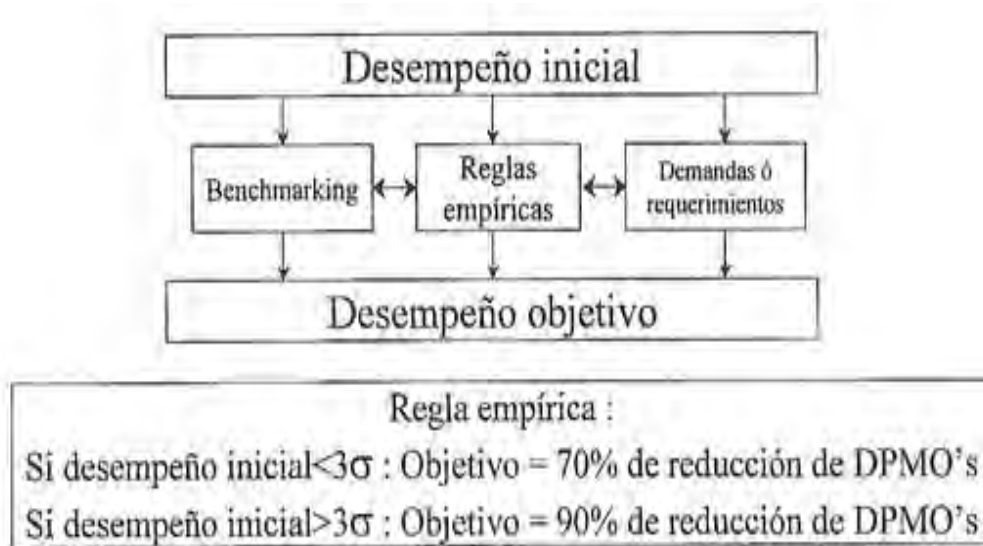 Desempeño inicial
Benchmarking
Reglas
empíricas
Demandas ó
requerimientos
Desempeño objetivo
Regla empírica :
Si desempeño inicial<3σ : Objetivo = 70% de reducción de DPMO's
Si desempeño inicial>3σ : Objetivo = 90% de reducción de DPMO's